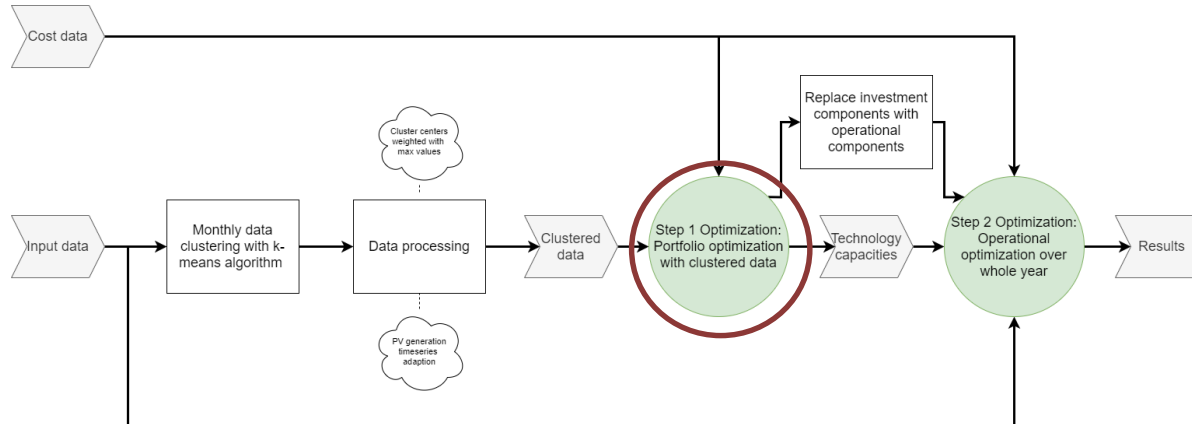 Cost data
Replace investment
components with
operational
components
Cluster centers
weighted with
max values
Input data
Monthly data
clustering with k-
means algorithm
Data processing
Clustered
data
Step 1 Optimization:
Portfolio optimization
with clustered data
Technology
capacities
Step 2 Optimization:
Operational
optimization over
whole year
Results
PV generation
timeseries
adaption